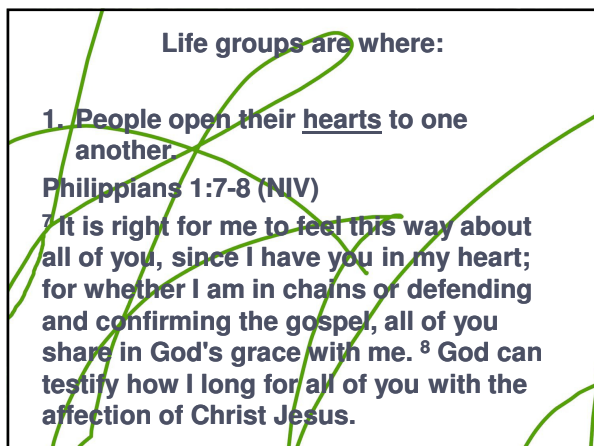 Life groups are where:
1. People open their hearts to one
another.
Philippians 1:7-8 (NIV)
7 It is right for me to feel this way about
all of you, since I have you in my heart;
for whether I am in chains or defending
and confirming the gospel, all of you
share in God's grace with me. 8 God can
testify how I long for all of you with the
affection of Christ Jesus.